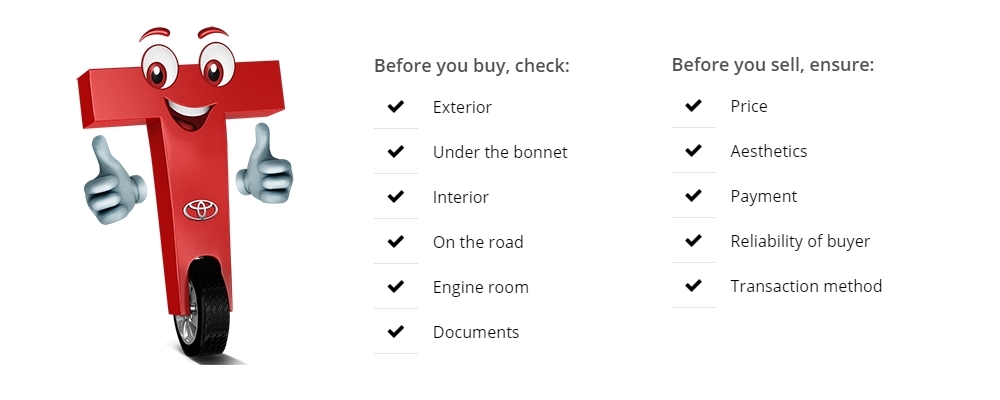 Before you buy, check:
Exterior
Under the bonnet
Interior
On the road
Engine room
Documents
Before you sell, ensure:
Price
Aesthetics
Payment
Reliability of buyer
Transaction method